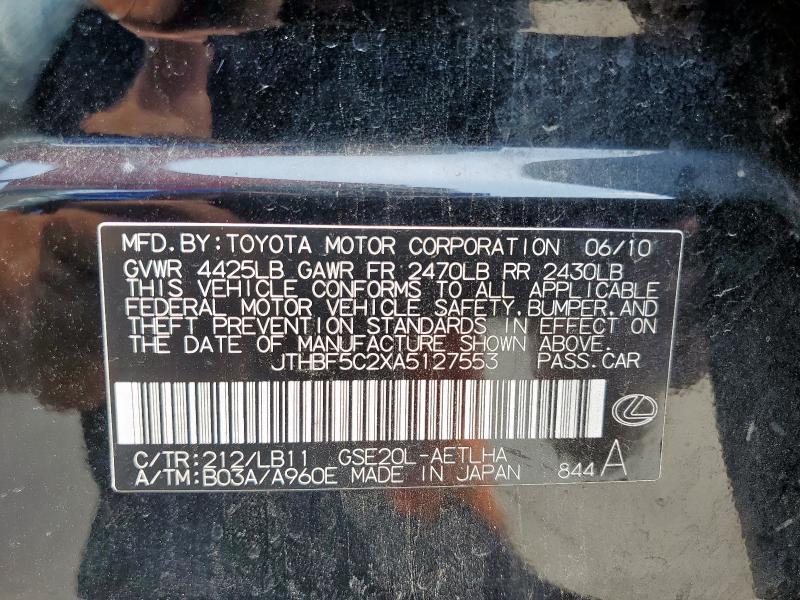 MFD.BY:TOYOTA MOTOR CORPORATION 06/10
GVWR 4425LB GAWR FR 2470LB RR 2430LB
THIS VEHICLE CONFORMS TO ALL APPLICABLE
FEDERAL MOTOR VEHICLE SAFETY,BUMPER,AND
THEFT PREVENTION STANDARDS IN EFFECT ON
THE DATE OF MANUFACTURE SHOWN ABOVE.
JTHBF5C2XA5127553 PASS.CAR
C/TR:212/LB11 GSE20L-AETLHA
A/TM:B03A/A960E MADE IN JAPAN 844 A